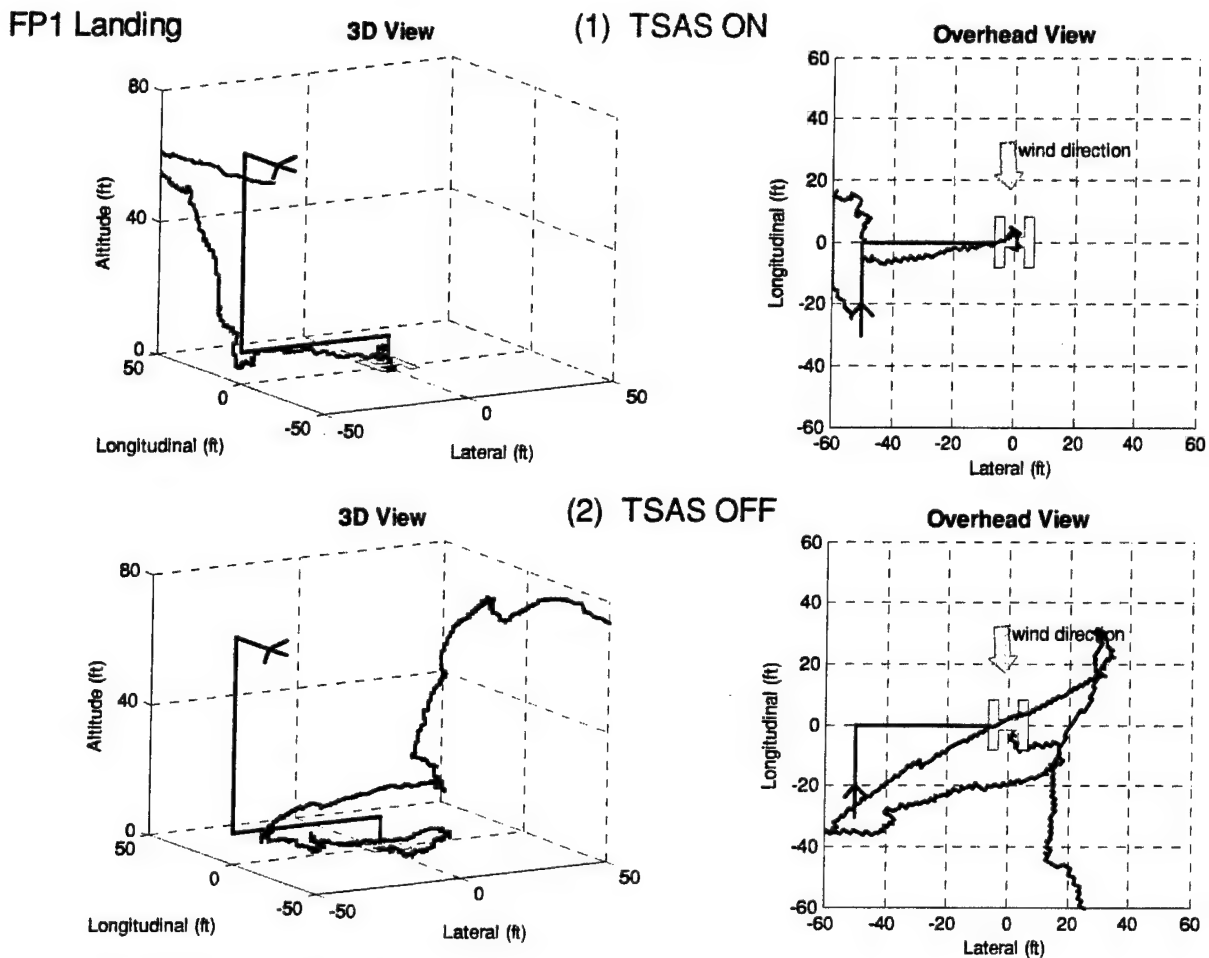 FP1 Landing
(1) TSAS ON
3D View
Overhead View
80
40
0
50
0
-50
-50
0
50
Altitude (ft)
Longitudinal (ft)
Lateral (ft)
60
40
20
0
-20
-40
-60
-60 -40 -20 0 20 40 60
Longitudinal (ft)
Lateral (ft)
wind direction
H
(2) TSAS OFF
3D View
Overhead View
80
40
0
50
0
-50
-50
0
50
Altitude (ft)
Longitudinal (ft)
Lateral (ft)
60
40
20
0
-20
-40
-60
-60 -40 -20 0 20 40 60
Longitudinal (ft)
Lateral (ft)
wind direction
H